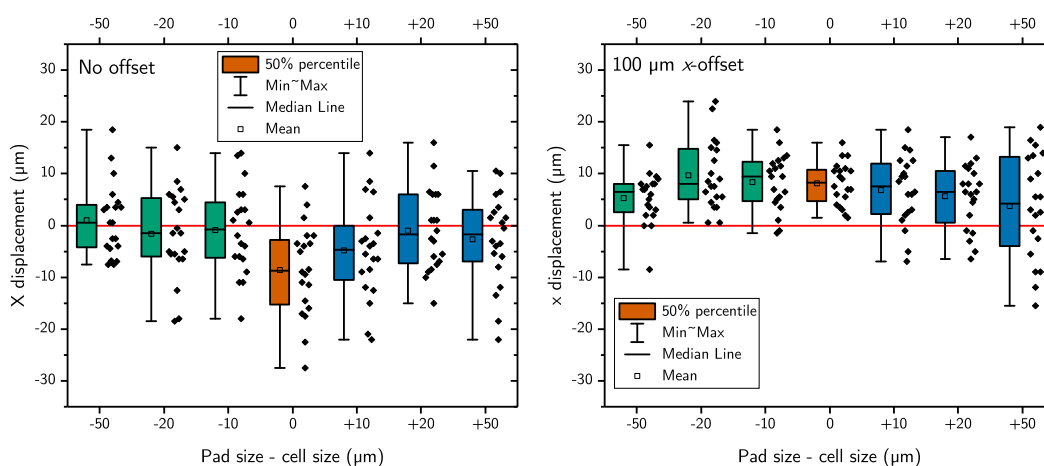 -50 -20 -10 0 +10 +20 +50
No offset
50% percentile
Min~Max
Median Line
Mean
X displacement (µm)
30
20
10
0
-10
-20
-30
-50 -20 -10 0 +10 +20 +50
Pad size - cell size (µm)
-50 -20 -10 0 +10 +20 +50
100 µm x-offset
x displacement (µm)
30
20
10
0
-10
-20
-30
50% percentile
Min~Max
Median Line
Mean
-50 -20 -10 0 +10 +20 +50
Pad size - cell size (µm)